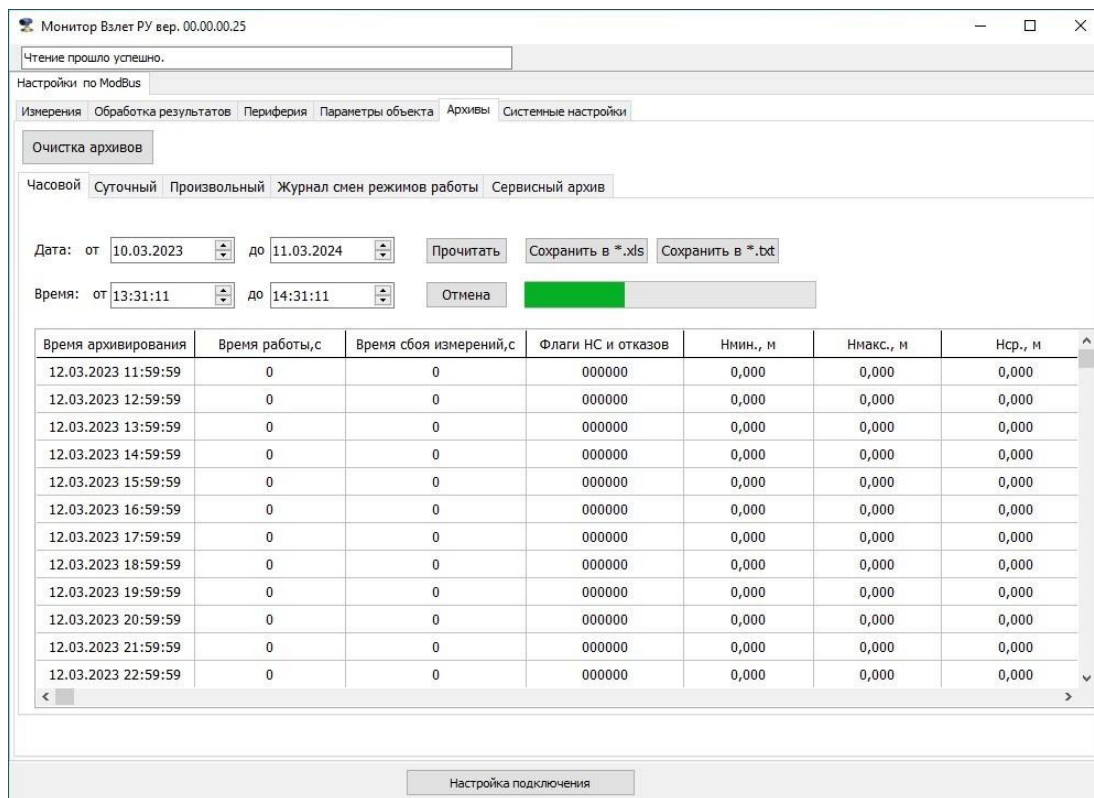 Монитор Взлет РУ вер. 00.00.00.25
Чтение прошло успешно.
Настройки по ModBus
Измерения Обработка результатов Периферия Параметры объекта Архивы Системные настройки
Очистка архивов
Часовой Суточный Произвольный Журнал смен режимов работы Сервисный архив
Дата: от 10.03.2023 до 11.03.2024 Прочитать Сохранить в *.xls Сохранить в *.txt
Время: от 13:31:11 до 14:31:11 Отмена
Время архивирования Время работы,с Время сбоя измерений,с Флаги НС и отказов Hмин., м Hмакс., м Hср., м
12.03.2023 11:59:59 0 0 000000 0,000 0,000 0,000
12.03.2023 12:59:59 0 0 000000 0,000 0,000 0,000
12.03.2023 13:59:59 0 0 000000 0,000 0,000 0,000
12.03.2023 14:59:59 0 0 000000 0,000 0,000 0,000
12.03.2023 15:59:59 0 0 000000 0,000 0,000 0,000
12.03.2023 16:59:59 0 0 000000 0,000 0,000 0,000
12.03.2023 17:59:59 0 0 000000 0,000 0,000 0,000
12.03.2023 18:59:59 0 0 000000 0,000 0,000 0,000
12.03.2023 19:59:59 0 0 000000 0,000 0,000 0,000
12.03.2023 20:59:59 0 0 000000 0,000 0,000 0,000
12.03.2023 21:59:59 0 0 000000 0,000 0,000 0,000
12.03.2023 22:59:59 0 0 000000 0,000 0,000 0,000
Настройка подключения